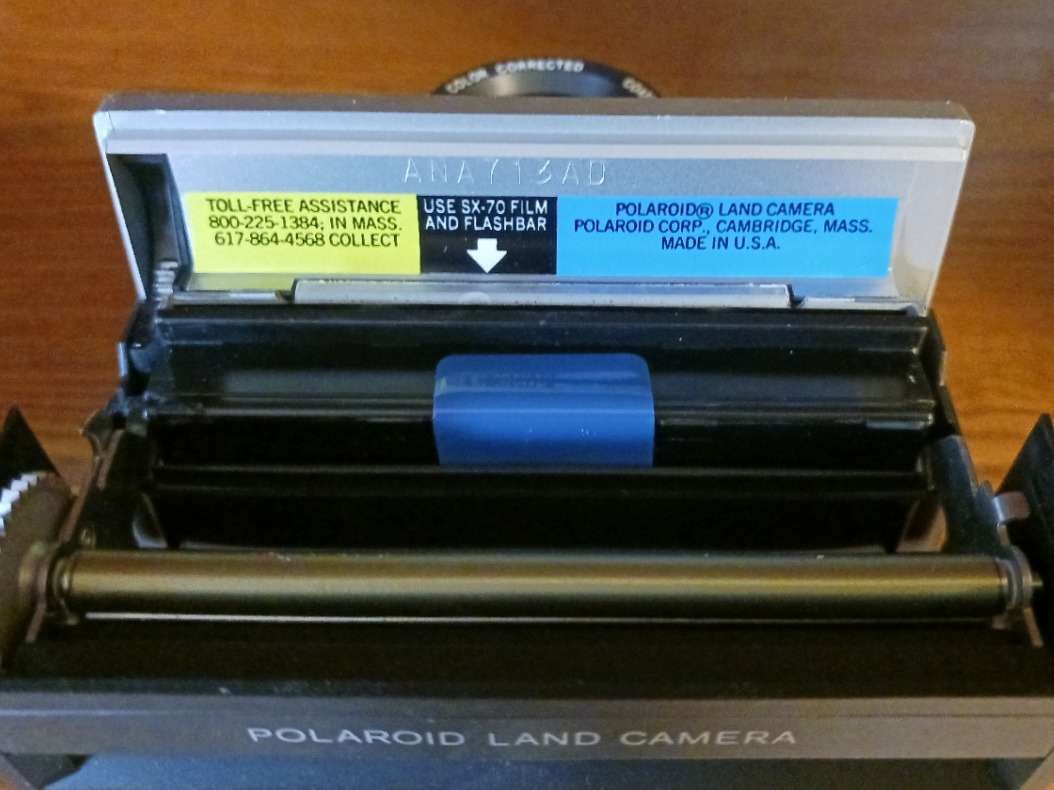 COLOR CORRECTED
ANA713AD
TOLL-FREE ASSISTANCE
800-225-1384; IN MASS.
617-864-4568 COLLECT
USE SX-70 FILM
AND FLASHBAR
POLAROID® LAND CAMERA
POLAROID CORP., CAMBRIDGE, MASS.
MADE IN U.S.A.
POLAROID LAND CAMERA